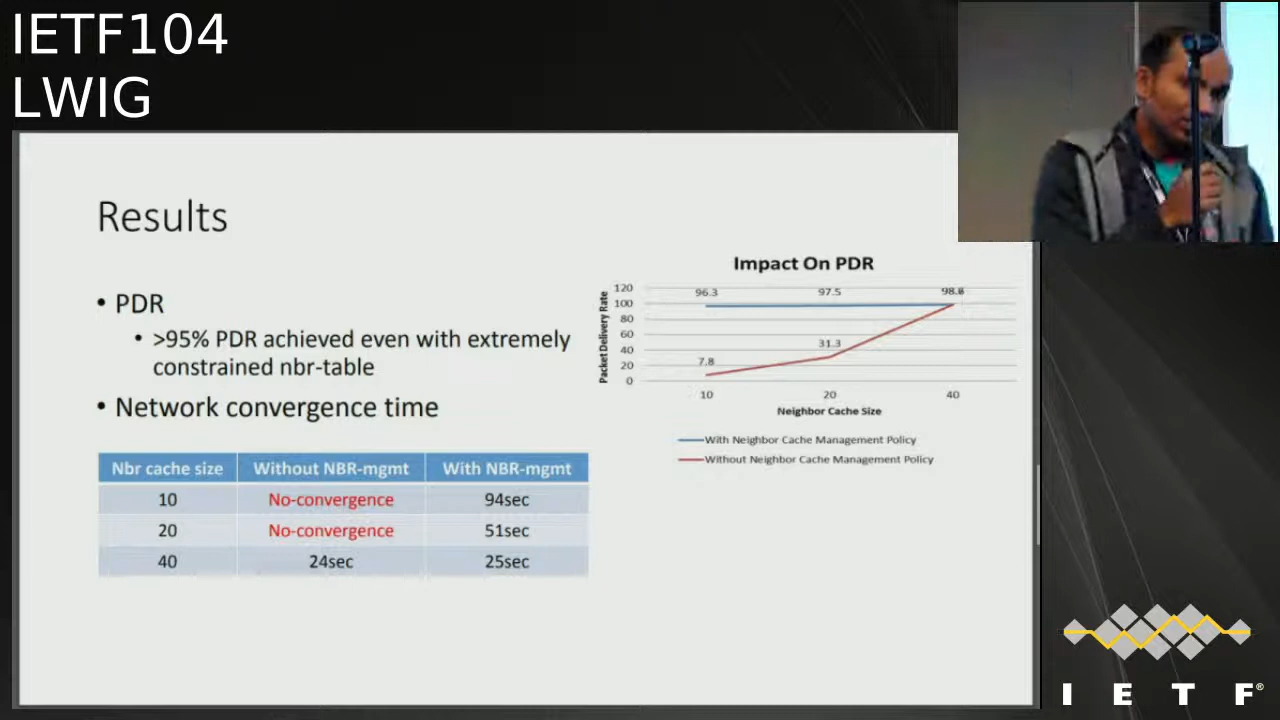 IETF104
LWIG
Results
• PDR
• >95% PDR achieved even with extremely
constrained nbr-table
• Network convergence time
Nbr cache size Without NBR-mgmt With NBR-mgmt
10 No-convergence 94sec
20 No-convergence 51sec
40 24sec 25sec
Impact On PDR
Packet Delivery Rate
120
100
80
60
40
20
0
96.3 97.5
7.8 31.3
10 20 40
Neighbor Cache Size
With Neighbor Cache Management Policy
Without Neighbor Cache Management Policy
I E T F®